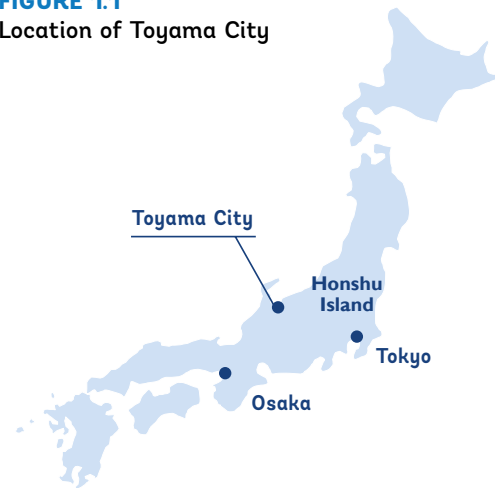 FIGURE 1.1
Location of Toyama City
Toyama City
Honshu
Island
Tokyo
Osaka